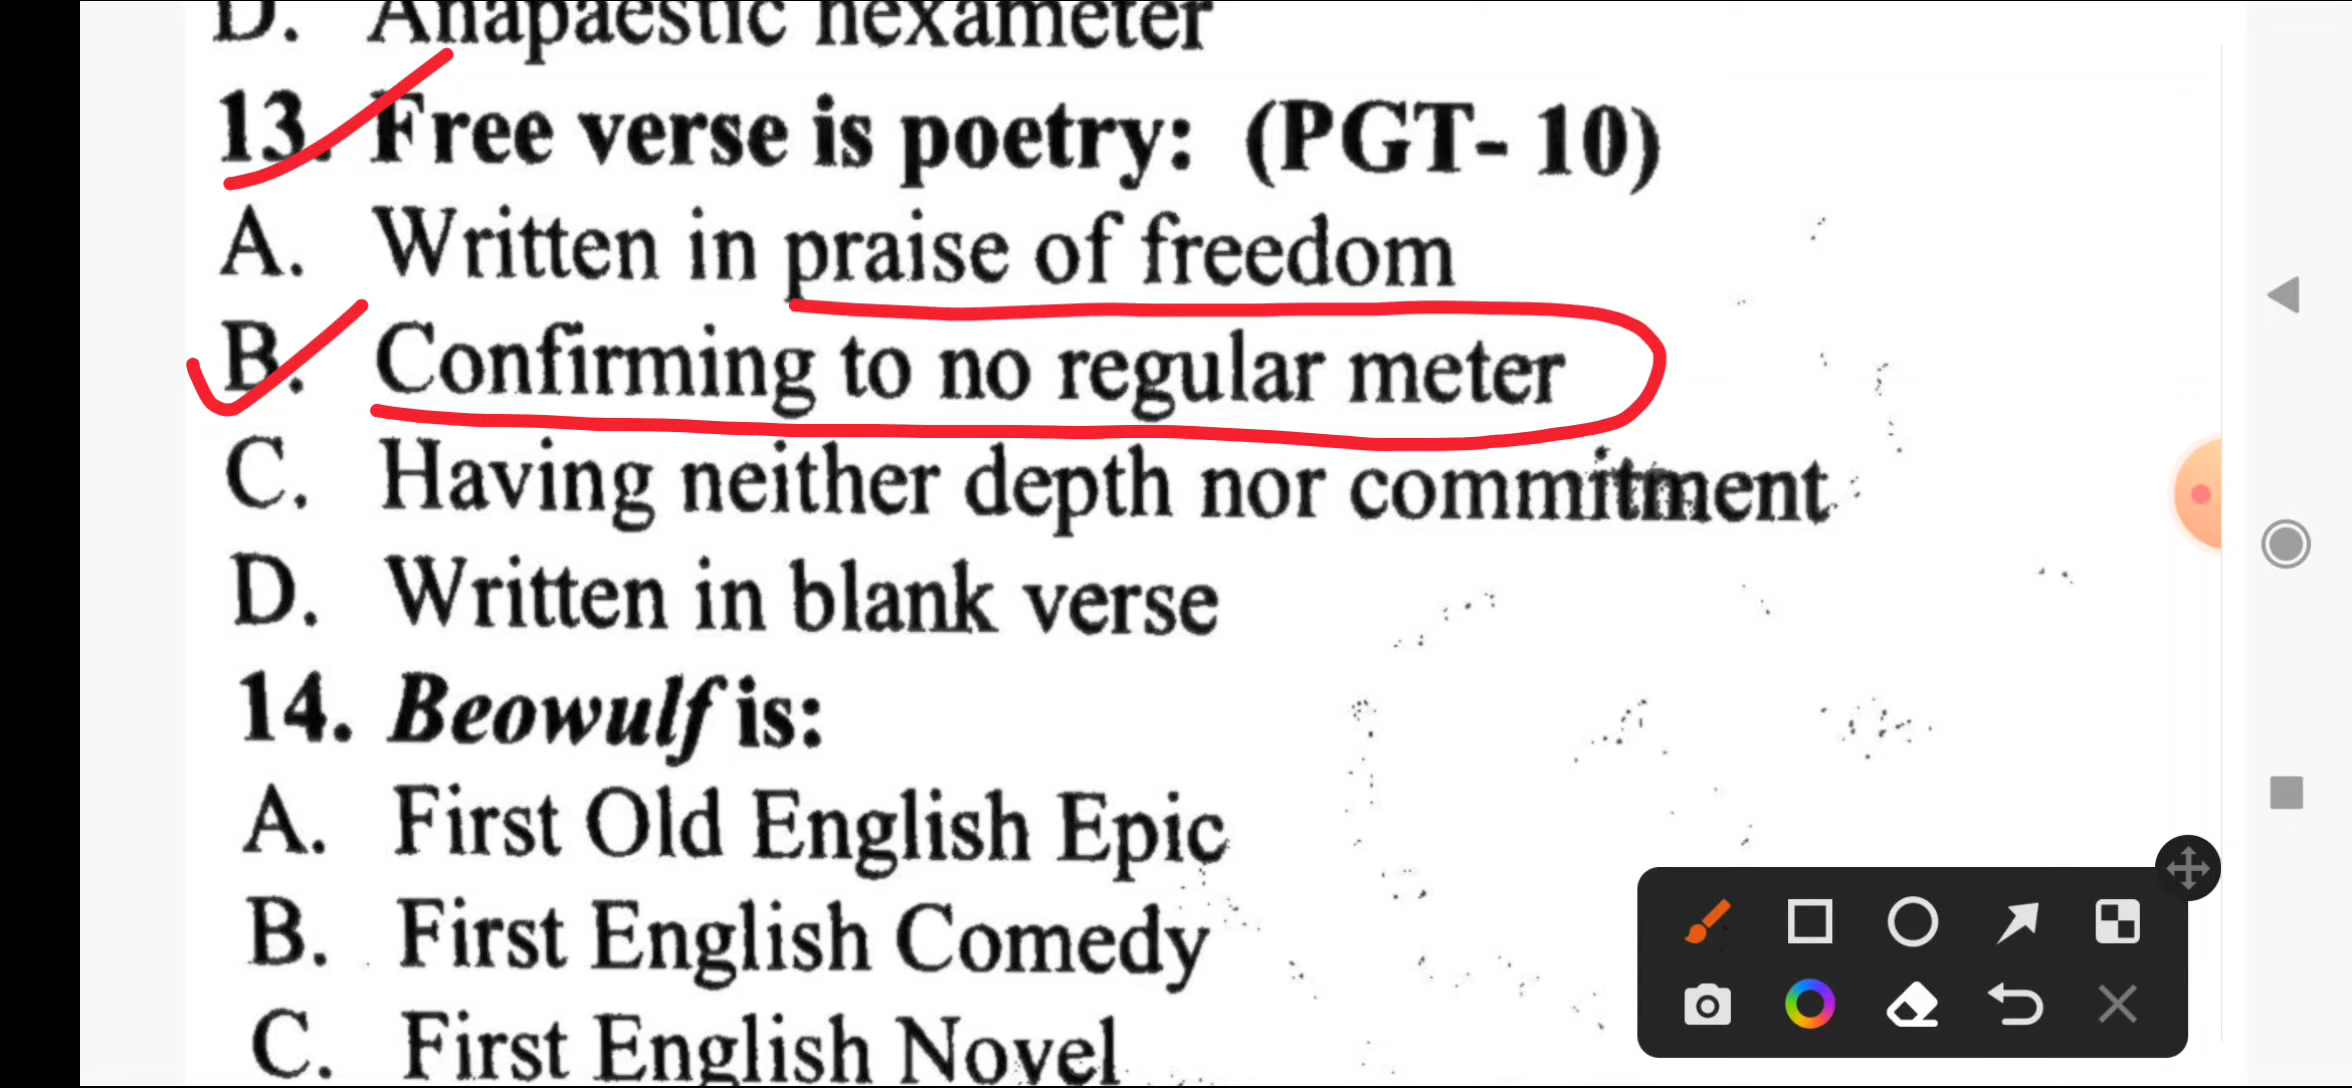 D. Anapaestic hexameter
13. Free verse is poetry: (PGT- 10)
A. Written in praise of freedom
B. Confirming to no regular meter
C. Having neither depth nor commitment
D. Written in blank verse
14. Beowulf is:
A. First Old English Epic
B. First English Comedy
C. First English Novel